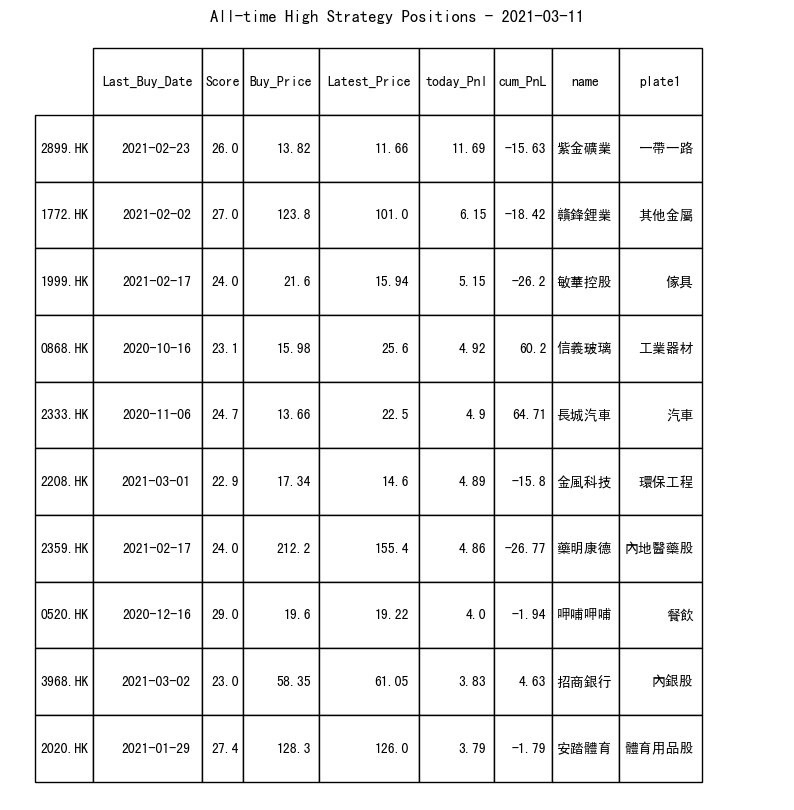 All-time High Strategy Positions - 2021-03-11
Last_Buy_Date Score Buy_Price Latest_Price today_Pnl cum_PnL name plate1
2899.HK 2021-02-23 26.0 13.82 11.66 11.69 -15.63 紫金礦業 一帶一路
1772.HK 2021-02-02 27.0 123.8 101.0 6.15 -18.42 贛鋒鋰業 其他金屬
1999.HK 2021-02-17 24.0 21.6 15.94 5.15 -26.2 敏華控股 傢具
0868.HK 2020-10-16 23.1 15.98 25.6 4.92 60.2 信義玻璃 工業器材
2333.HK 2020-11-06 24.7 13.66 22.5 4.9 64.71 長城汽車 汽車
2208.HK 2021-03-01 22.9 17.34 14.6 4.89 -15.8 金風科技 環保工程
2359.HK 2021-02-17 24.0 212.2 155.4 4.86 -26.77 藥明康德 內地醫藥股
0520.HK 2020-12-16 29.0 19.6 19.22 4.0 -1.94 呷哺呷哺 餐飲
3968.HK 2021-03-02 23.0 58.35 61.05 3.83 4.63 招商銀行 內銀股
2020.HK 2021-01-29 27.4 128.3 126.0 3.79 -1.79 安踏體育 體育用品股